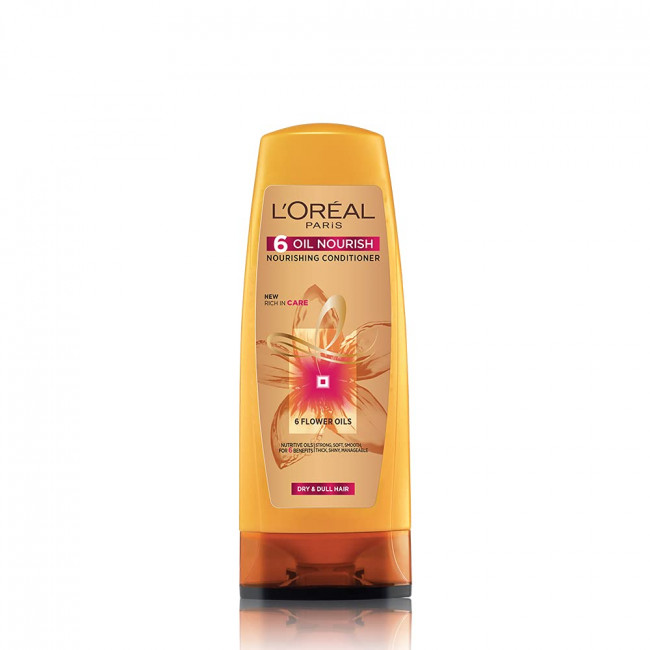 L'ORÉAL
PARIS
6 OIL NOURISH
NOURISHING CONDITIONER
NEW
RICH IN CARE
6 FLOWER OILS
NUTRITIVE OILS | STRONG, SOFT, SMOOTH,
FOR 6 BENEFITS | THICK, SHINY, MANAGEABLE
DRY & DULL HAIR